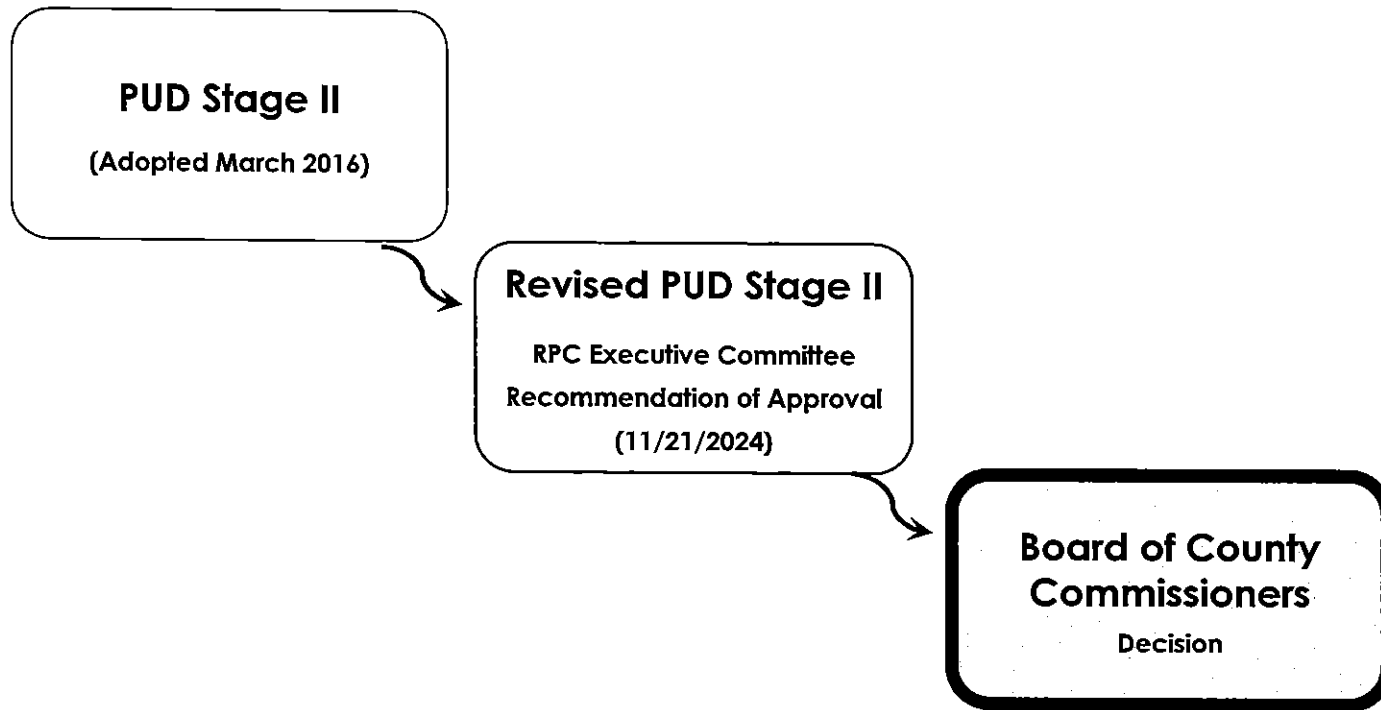 PUD Stage II
(Adopted March 2016)
Revised PUD Stage II
RPC Executive Committee
Recommendation of Approval
(11/21/2024)
Board of County
Commissioners
Decision